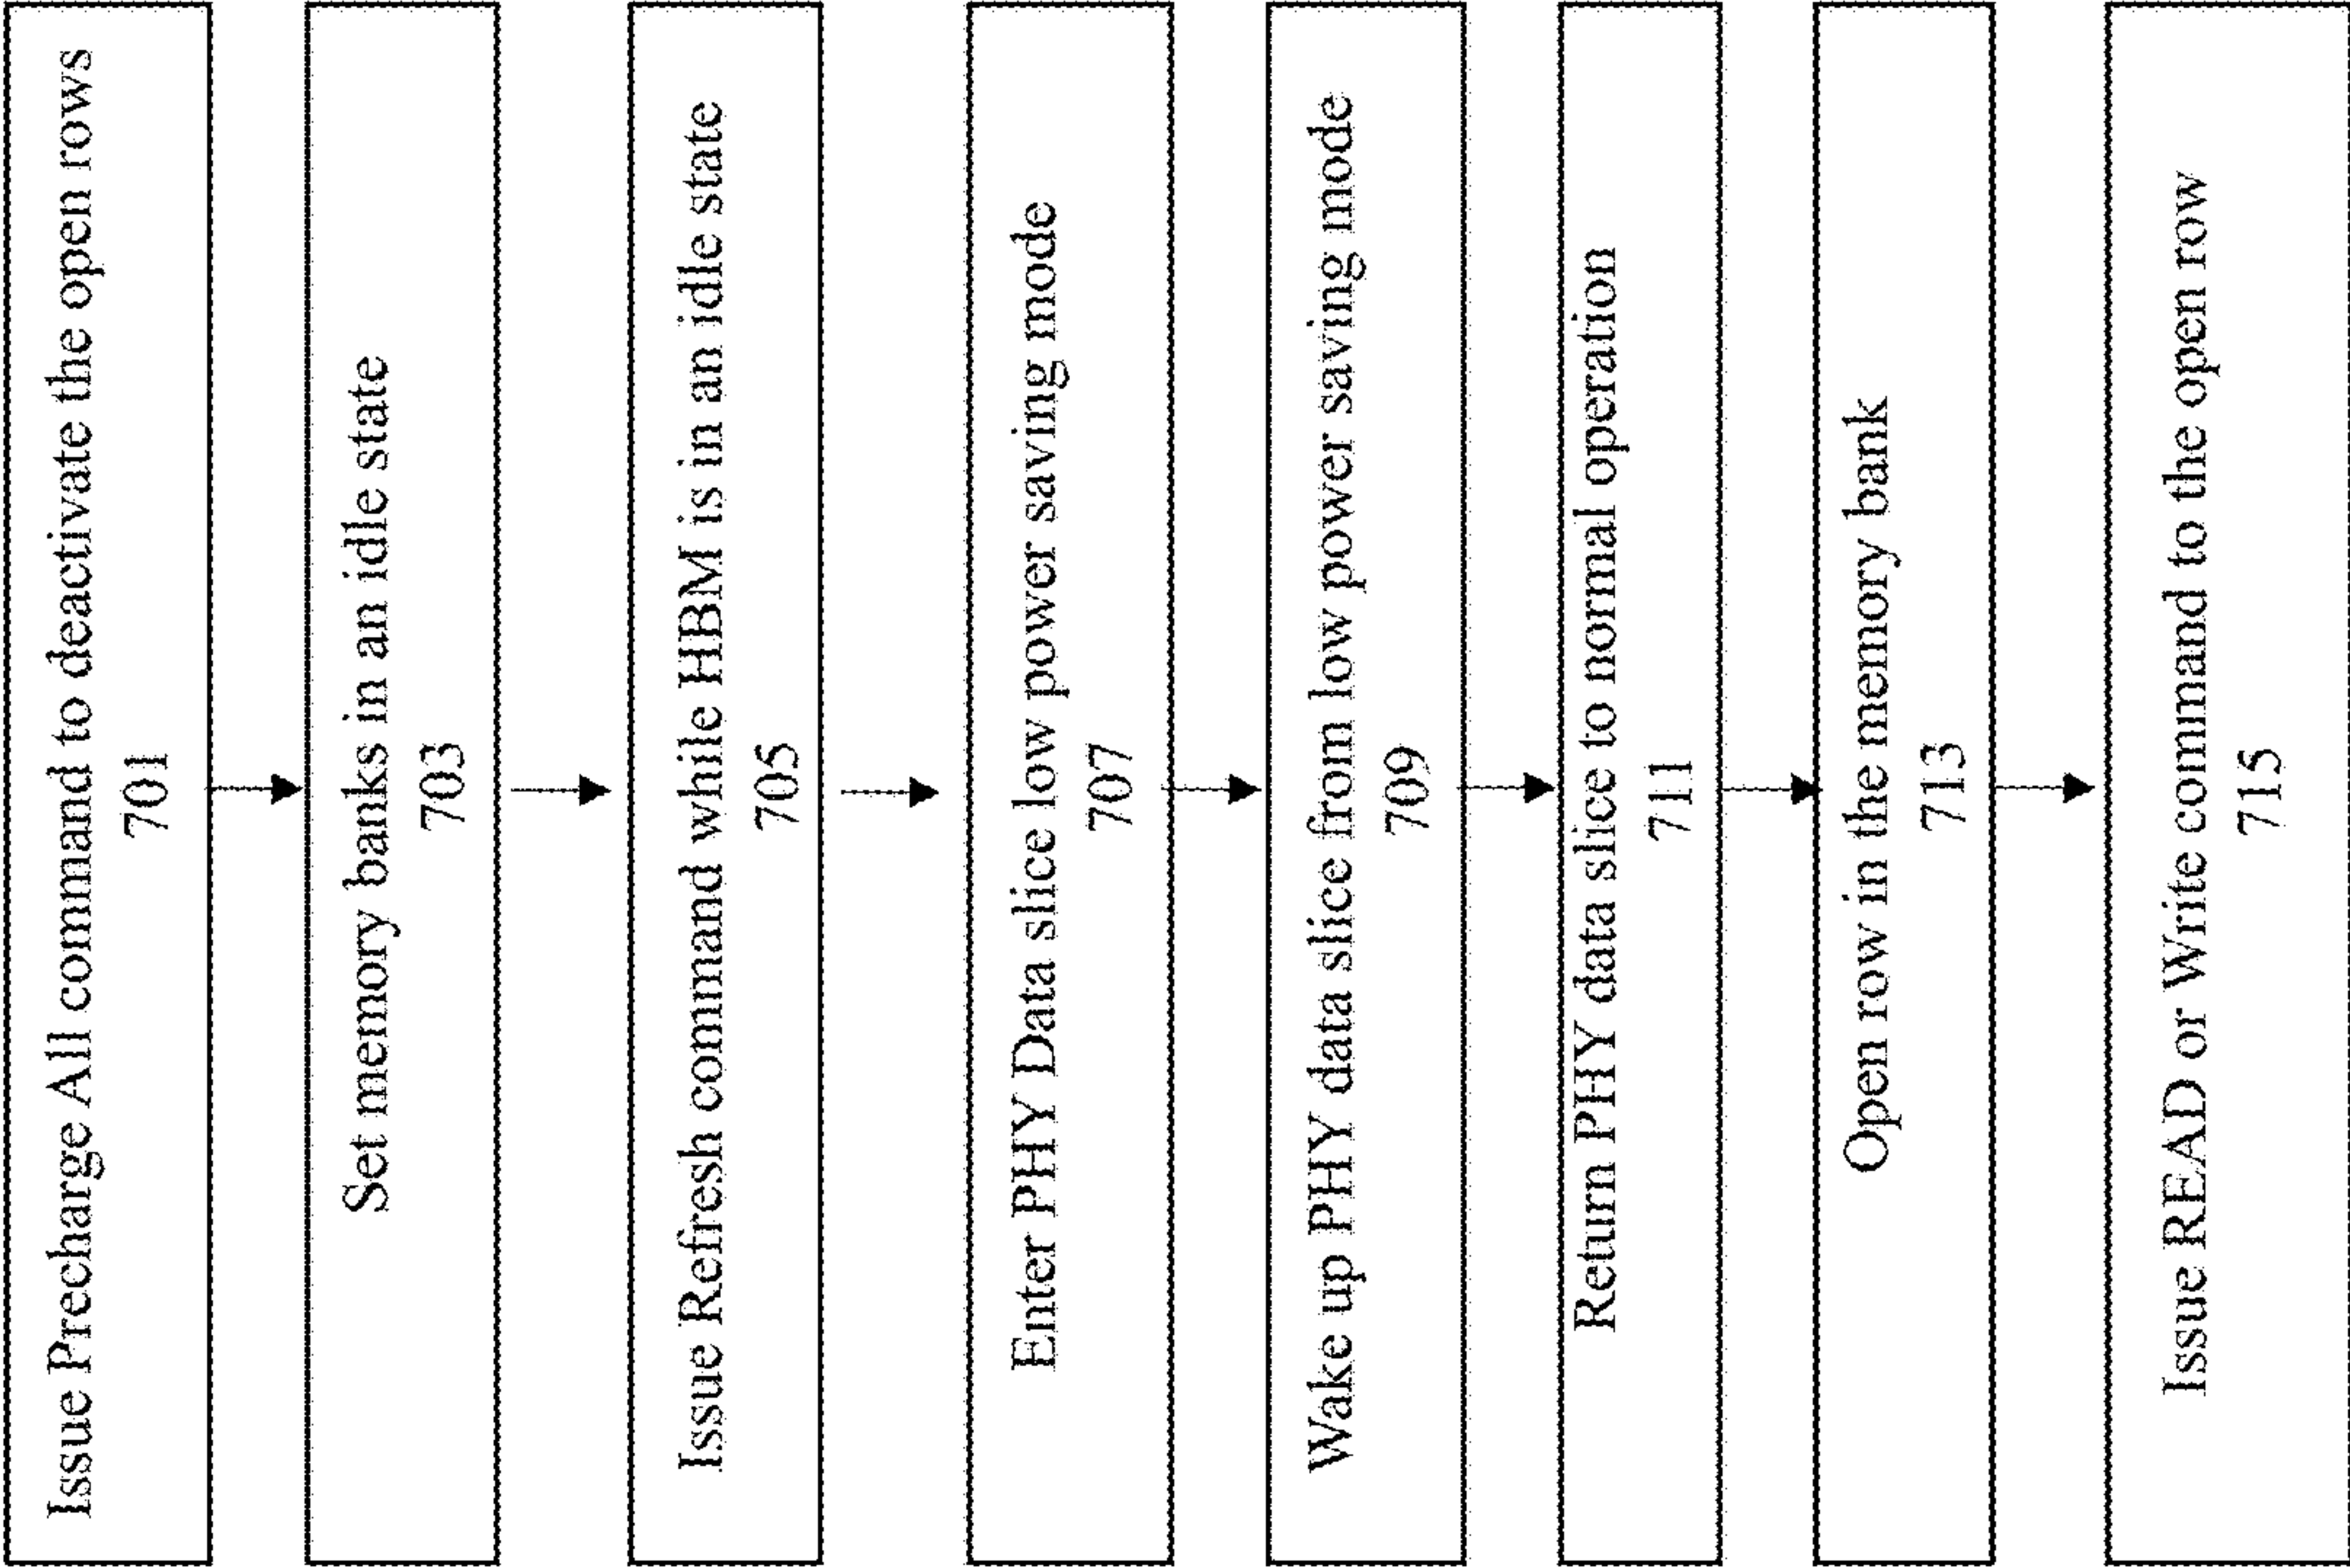 Issue Precharge All command to deactivate the open rows
701
Set memory banks in an idle state
703
Issue Refresh command while HBM is in an idle state
705
Enter PHY Data slice low power saving mode
707
Wake up PHY data slice from low power saving mode
709
Return PHY data slice to normal operation
711
Open row in the memory bank
713
Issue READ or Write command to the open row
715